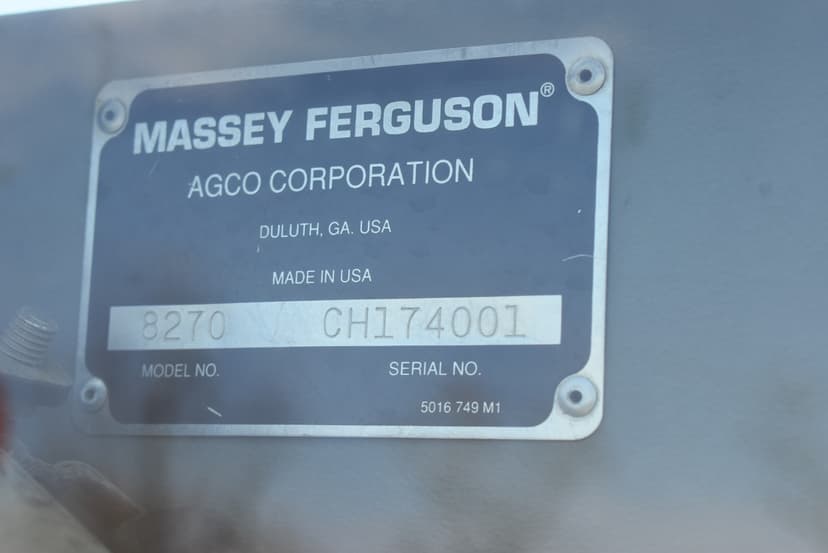 MASSEY FERGUSON®
AGCO CORPORATION
DULUTH, GA. USA
MADE IN USA
8270 CH174001
MODEL NO. SERIAL NO.
5016 749 M1